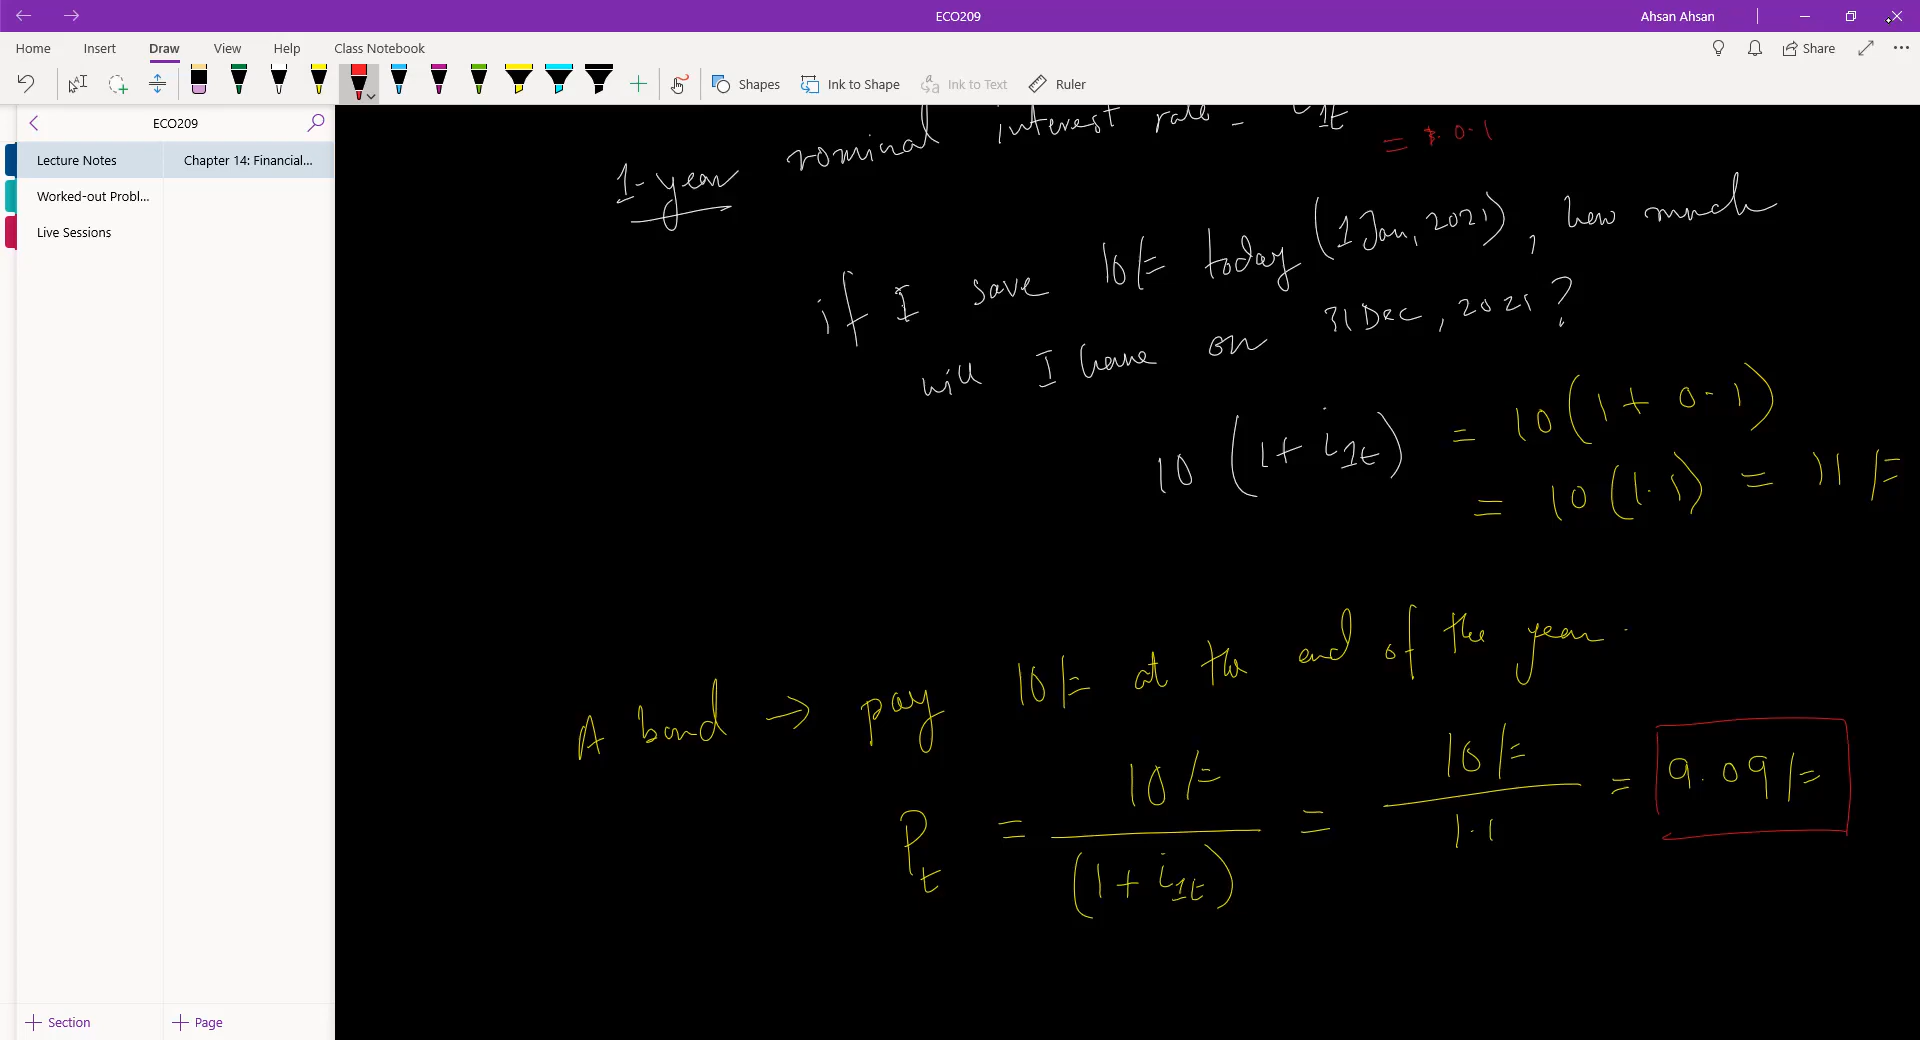 ECO209
Ahsan Ahsan
Home Insert Draw View Help Class Notebook
Share
Shapes Ink to Shape Ink to Text Ruler
ECO209
Lecture Notes
Chapter 14: Financial...
Worked-out Probl...
Live Sessions
Section
Page
1-year nominal interest rate - i1t
= 0.1
if I save 10/= today (1 Jan, 2021), how much
will I have on 31 Dec, 2021?
10 (1 + i1t) = 10 (1 + 0.1)
= 10 (1.1) = 11/=
A bond → pay 10/= at the end of the year.
Pt = 10/= / (1 + i1t) = 10/= / 1.1 = 9.09/=